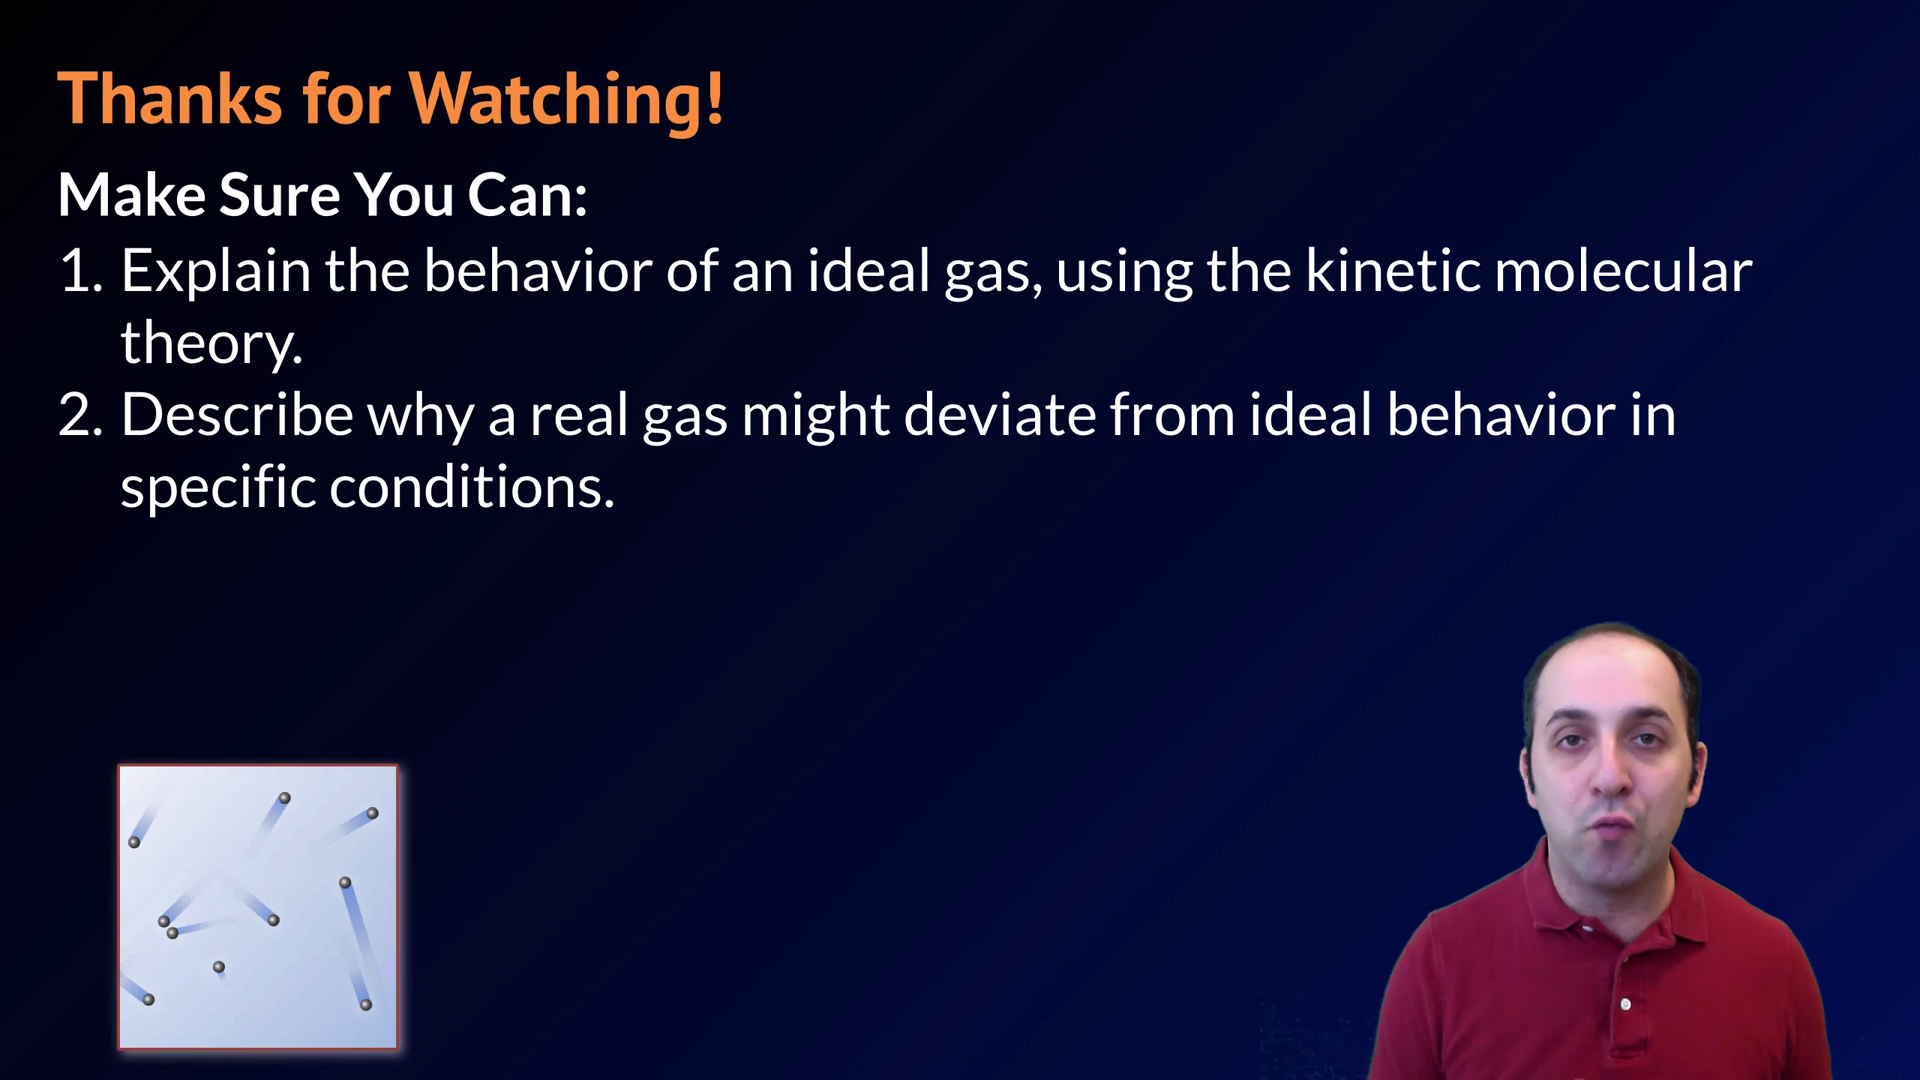 Thanks for Watching!
Make Sure You Can:
1. Explain the behavior of an ideal gas, using the kinetic molecular
theory.
2. Describe why a real gas might deviate from ideal behavior in
specific conditions.